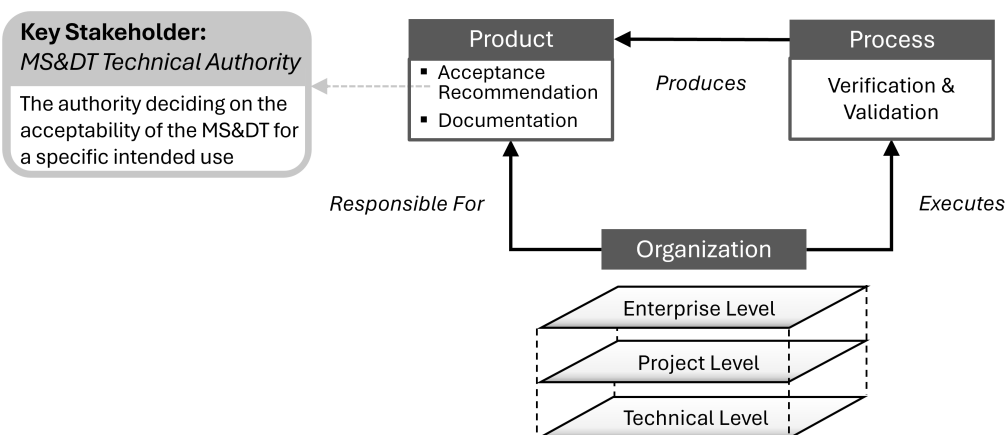 Key Stakeholder:
MS&DT Technical Authority
The authority deciding on the
acceptability of the MS&DT for
a specific intended use
Product
▪ Acceptance
Recommendation
▪ Documentation
Produces
Process
Verification &
Validation
Responsible For
Executes
Organization
Enterprise Level
Project Level
Technical Level